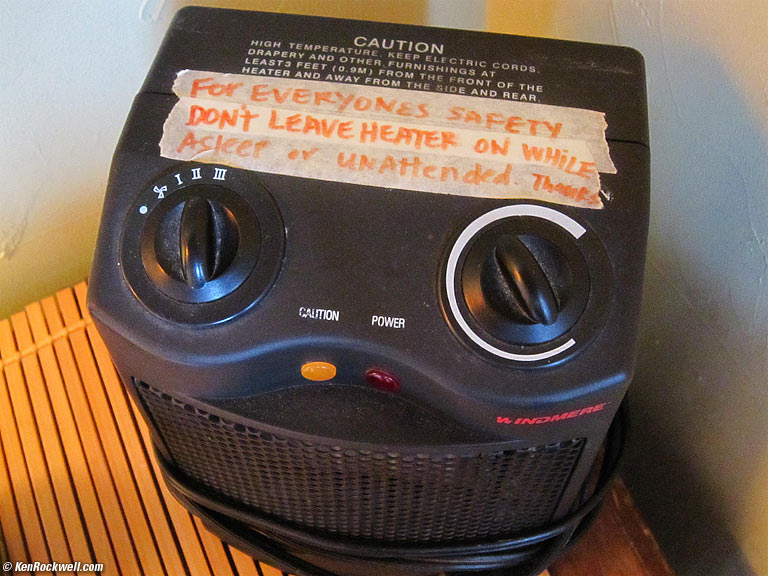 CAUTION
HIGH TEMPERATURE. KEEP ELECTRIC CORDS,
DRAPERY AND OTHER FURNISHINGS AT
LEAST3 FEET (0.9M) FROM THE FRONT OF THE
HEATER AND AWAY FROM THE SIDE AND REAR.
FOR EVERYONES SAFETY
DON'T LEAVE HEATER ON WHILE
ASleep or UNAttended. Thanks
I II III
CAUTION POWER
WINDMERE
©KenRockwell.com